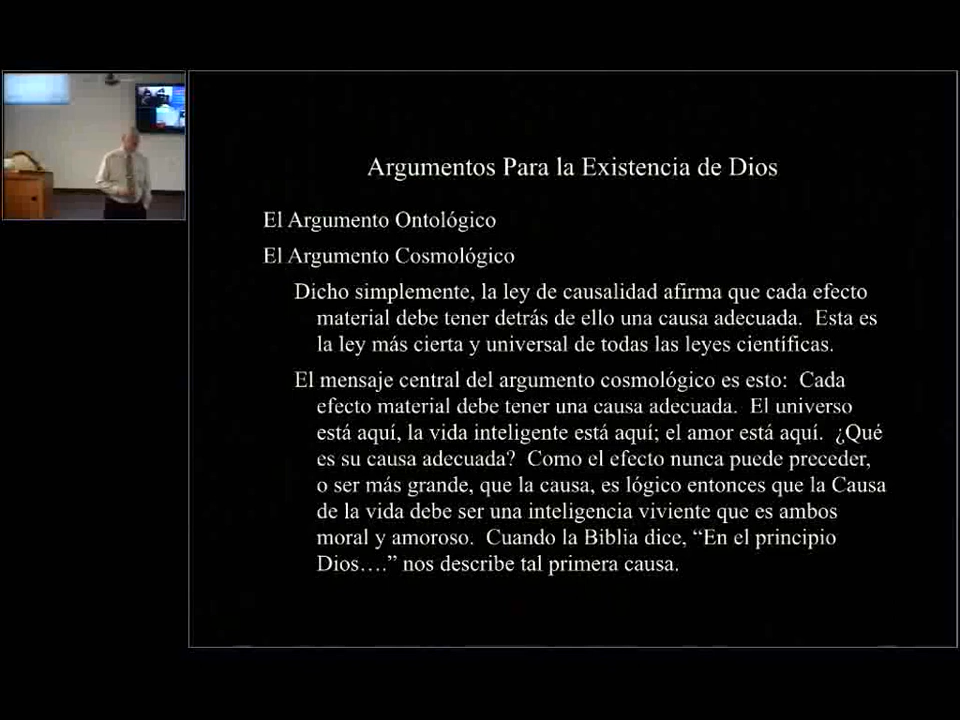 Argumentos Para la Existencia de Dios
El Argumento Ontológico
El Argumento Cosmológico
Dicho simplemente, la ley de causalidad afirma que cada efecto
material debe tener detrás de ello una causa adecuada.  Esta es
la ley más cierta y universal de todas las leyes científicas.
El mensaje central del argumento cosmológico es esto:  Cada
efecto material debe tener una causa adecuada.  El universo
está aquí, la vida inteligente está aquí; el amor está aquí.  ¿Qué
es su causa adecuada?  Como el efecto nunca puede preceder,
o ser más grande, que la causa, es lógico entonces que la Causa
de la vida debe ser una inteligencia viviente que es ambos
moral y amoroso.  Cuando la Biblia dice, “En el principio
Dios….” nos describe tal primera causa.